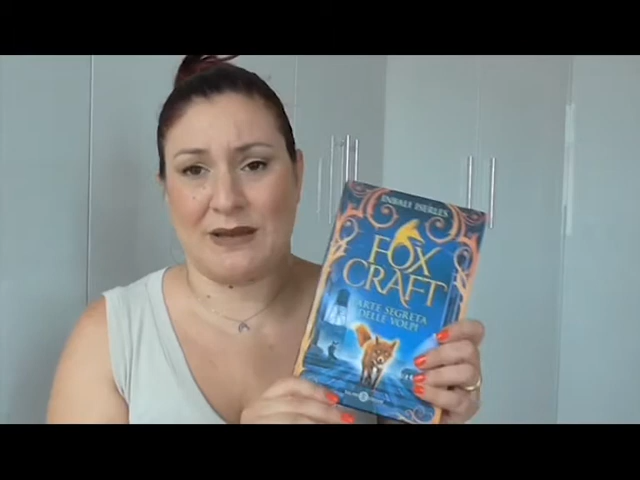 INBALI ISERLES
FOX
CRAFT
ARTE SEGRETA
DELLE VOLPI